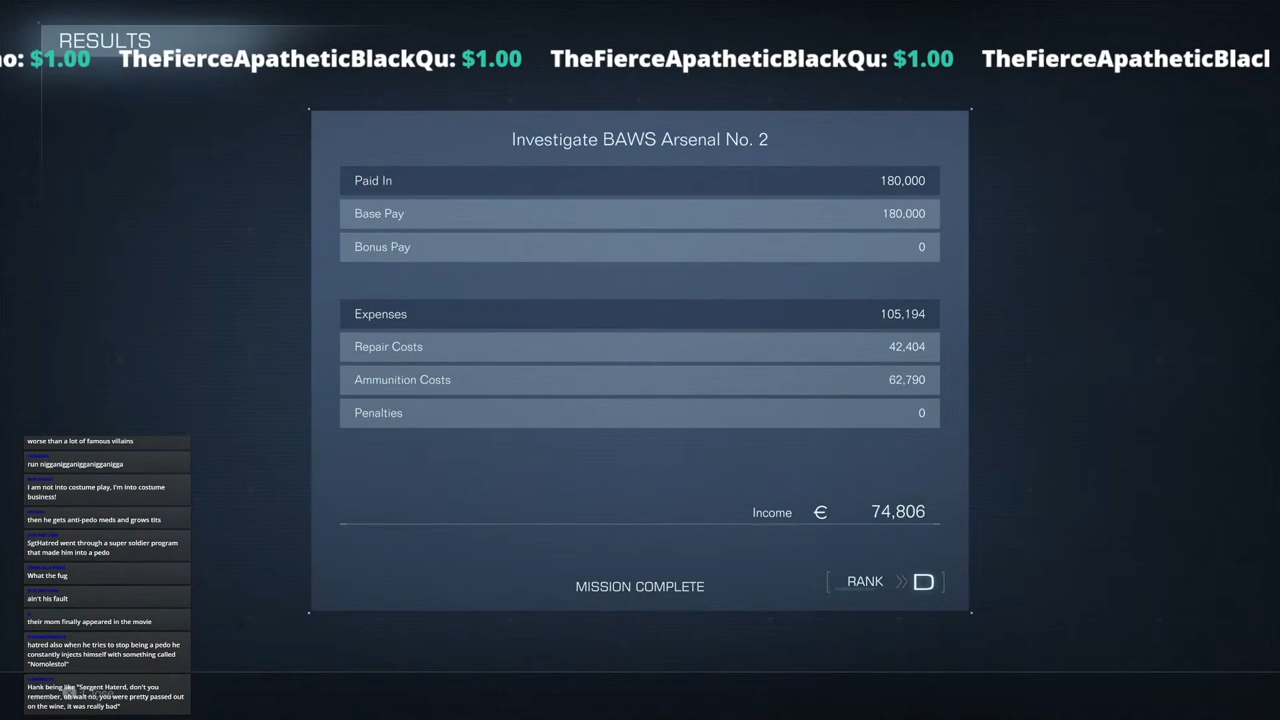 RESULTS
no: $1.00 TheFierceApatheticBlackQu: $1.00 TheFierceApatheticBlackQu: $1.00 TheFierceApatheticBlacl
Investigate BAWS Arsenal No. 2
Paid In 180,000
Base Pay 180,000
Bonus Pay 0
Expenses 105,194
Repair Costs 42,404
Ammunition Costs 62,790
Penalties 0
Income € 74,806
MISSION COMPLETE
RANK » D
worse than a lot of famous villains
run nigganigganigganigganigga
I am not into costume play, I'm into costume
business!
then he gets anti-pedo meds and grows tits
SgtHatred went through a super soldier program
that made him into a pedo
What the fug
ain't his fault
their mom finally appeared in the movie
hatred also when he tries to stop being a pedo he
constantly injects himself with something called
"Nomolestol"
Hank being like "Sergent Haterd, don't you
remember, oh wait no, you were pretty passed out
on the wine, it was really bad"